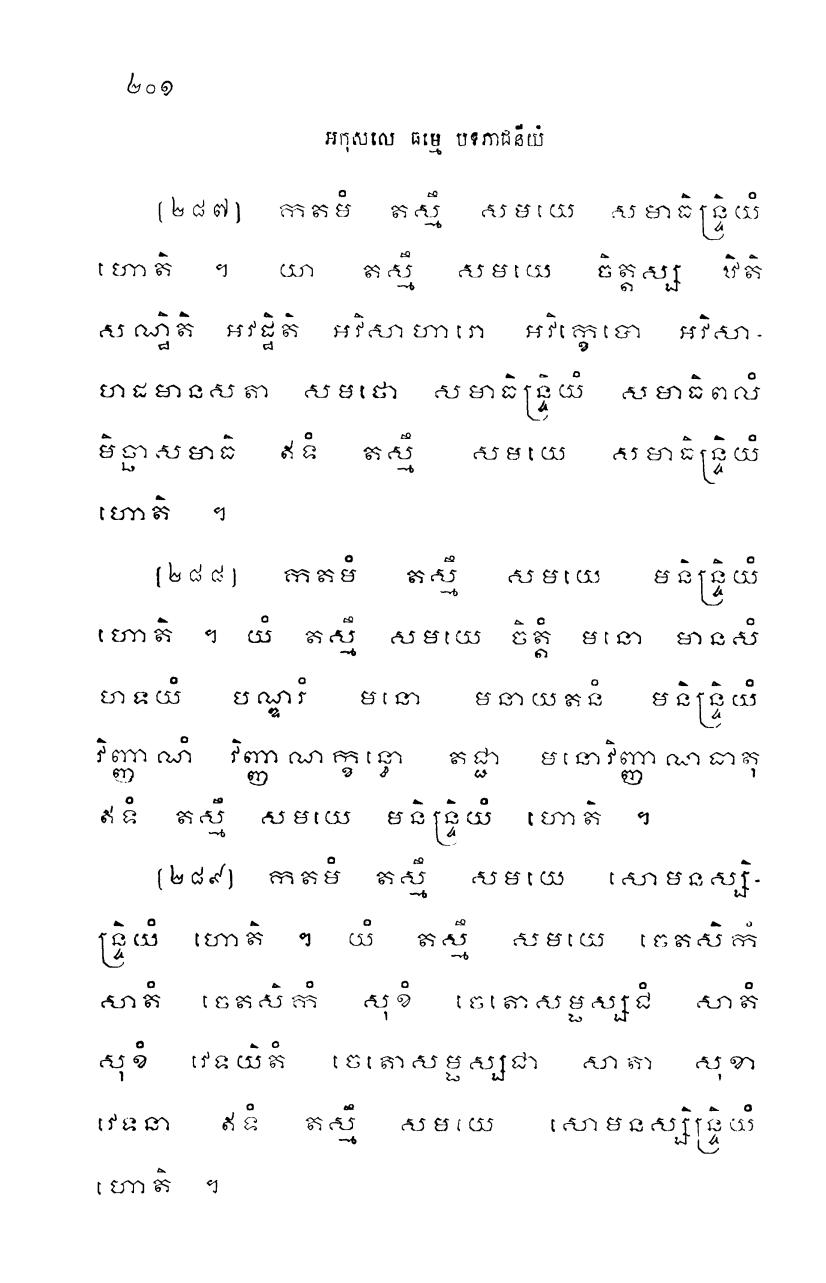 ២០១
អកុសលេ ធម្មេ បទភាជនីយំ
(២៨៧) កតមំ តស្មឹ សមយេ សមាធិន្ទ្រិយំ
ហោតិ ។ យា តស្មឹ សមយេ ចិត្តស្ស ឋិតិ
សណ្ឋិតិ អវដ្ឋិតិ អវិសាហារោ អវិក្ខេបោ អវិសា-
ហដមានសតា សមថោ សមាធិន្ទ្រិយំ សមាធិពលំ
មិច្ឆាសមាធិ ឥទំ តស្មឹ សមយេ សមាធិន្ទ្រិយំ
ហោតិ ។
(២៨៨) កតមំ តស្មឹ សមយេ មនិន្ទ្រិយំ
ហោតិ ។ យំ តស្មឹ សមយេ ចិត្តំ មនោ មានសំ
ហទយំ បណ្ឌរំ មនោ មនាយតនំ មនិន្ទ្រិយំ
វិញ្ញាណំ វិញ្ញាណក្ខន្ធោ តជ្ជា មនោវិញ្ញាណធាតុ
ឥទំ តស្មឹ សមយេ មនិន្ទ្រិយំ ហោតិ ។
(២៨៩) កតមំ តស្មឹ សមយេ សោមនស្សិ-
ន្ទ្រិយំ ហោតិ ។ យំ តស្មឹ សមយេ ចេតសិកំ
សាតំ ចេតសិកំ សុខំ ចេតោសម្ផស្សជំ សាតំ
សុខំ វេទយិតំ ចេតោសម្ផស្សជា សាតា សុខា
វេទនា ឥទំ តស្មឹ សមយេ សោមនស្សិន្ទ្រិយំ
ហោតិ ។